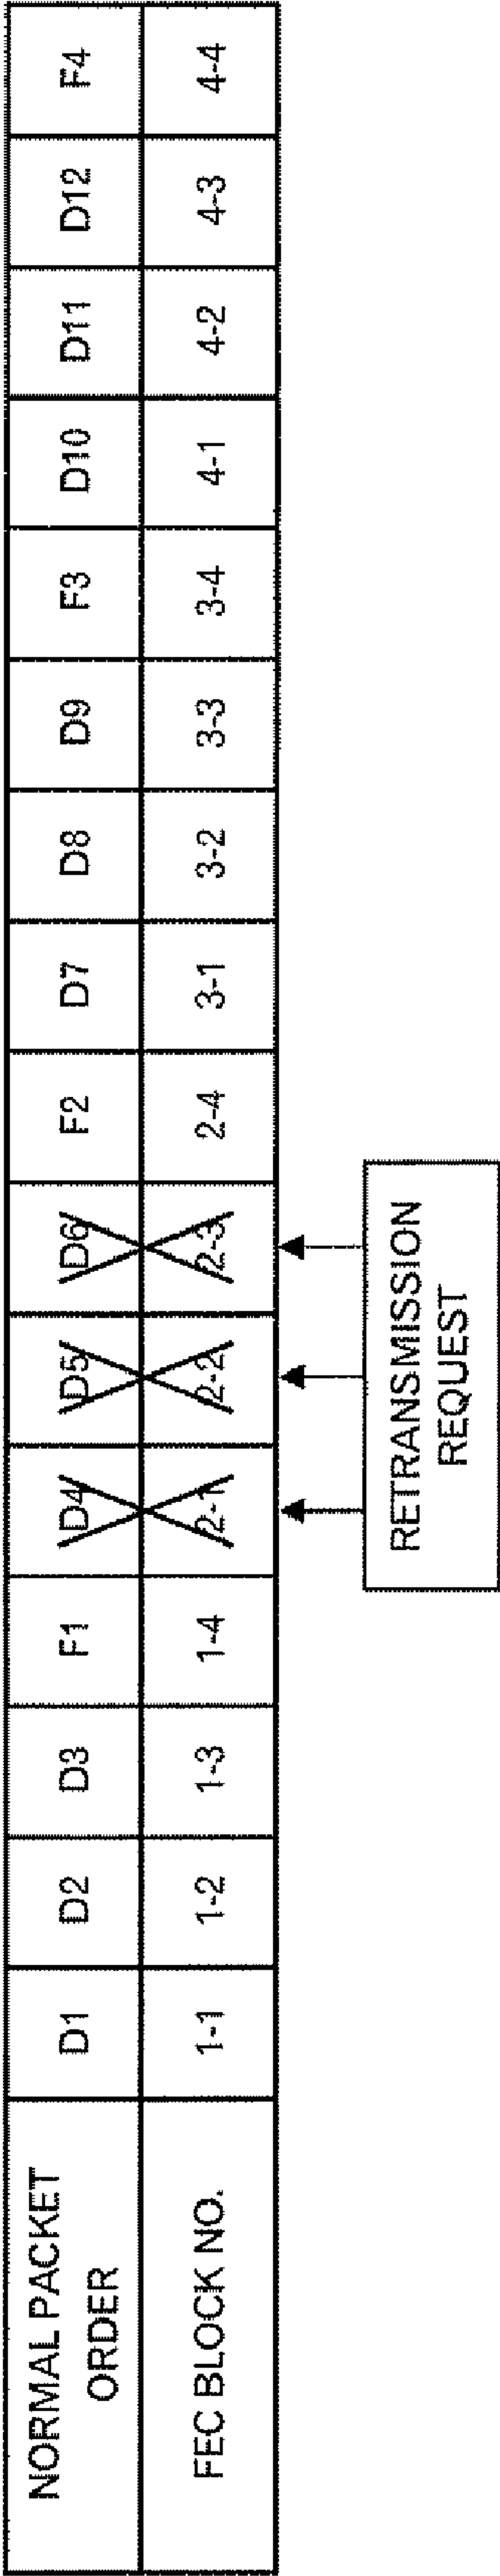 NORMAL PACKET
ORDER
D1 D2 D3 F1 D4 D5 D6 F2 D7 D8 D9 F3 D10 D11 D12 F4
FEC BLOCK NO. 1-1 1-2 1-3 1-4 2-1 2-2 2-3 2-4 3-1 3-2 3-3 3-4 4-1 4-2 4-3 4-4
RETRANSMISSION
REQUEST